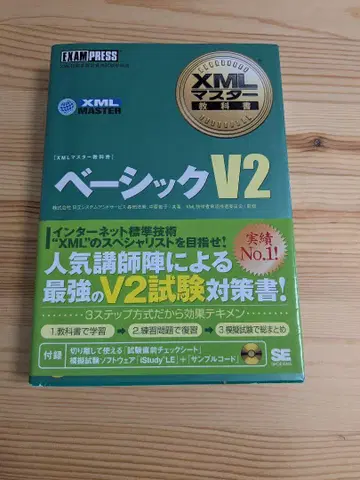 EXAMPRESS
XML
マスター
教科書
XML
MASTER
[XMLマスター教科書]
ベーシックV2
インターネット標準技術
"XML"のスペシャリストを目指せ!
実績
No.1!
人気講師陣による
最強のV2試験対策書!
3ステップ方式だから効果テキメン
1.教科書で学習
2.練習問題で復習
3.模擬試験で総まとめ
付録
切り離して使える「試験直前チェックシート」
模擬試験ソフトウェア「iStudy LE」+「サンプルコード」
SE
SHOEISHA